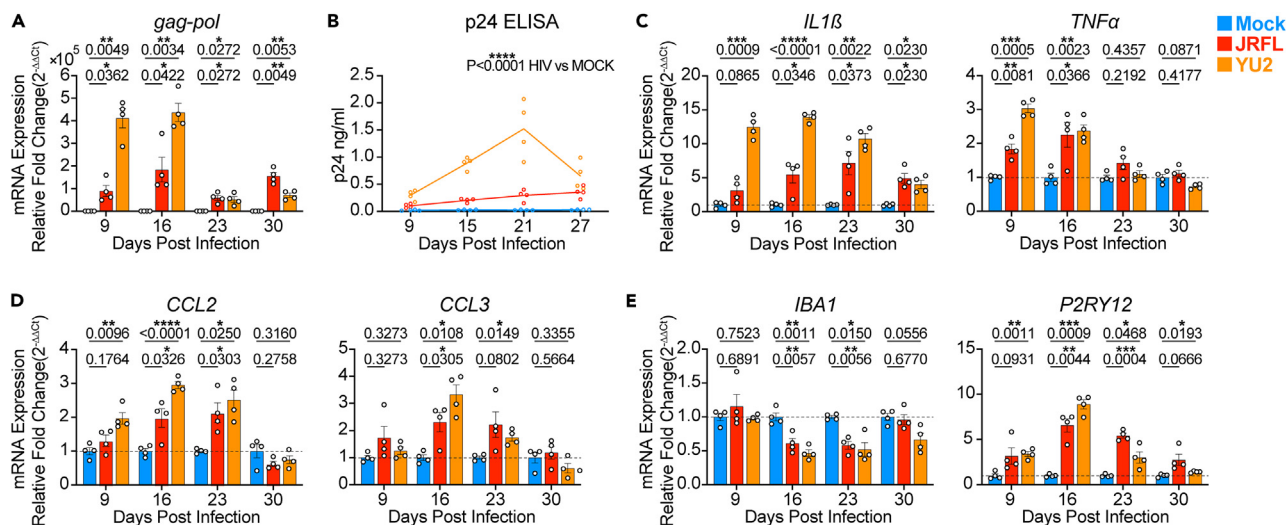 A
gag-pol
** ** * **
0.0049 0.0034 0.0272 0.0053
* * * **
0.0362 0.0422 0.0272 0.0049
mRNA Expression
Relative Fold Change(2-ΔΔCt)
×10⁵
6
5
4
3
2
1
0
9 16 23 30
Days Post Infection
B
p24 ELISA
****
P<0.0001 HIV vs MOCK
p24 ng/ml
2.5
2.0
1.5
1.0
0.5
0.0
9 15 21 27
Days Post Infection
C
IL1ß
*** **** ** *
0.0009 <0.0001 0.0022 0.0230
* * *
0.0865 0.0346 0.0373 0.0230
mRNA Expression
Relative Fold Change(2-ΔΔCt)
20
15
10
5
0
9 16 23 30
Days Post Infection
TNFα
*** **
0.0005 0.0023 0.4357 0.0871
** *
0.0081 0.0366 0.2192 0.4177
4
3
2
1
0
9 16 23 30
Days Post Infection
Mock
JRFL
YU2
D
CCL2
** **** *
0.0096 <0.0001 0.0250 0.3160
* *
0.1764 0.0326 0.0303 0.2758
mRNA Expression
Relative Fold Change(2-ΔΔCt)
4
3
2
1
0
9 16 23 30
Days Post Infection
CCL3
* *
0.3273 0.0108 0.0149 0.3355
*
0.3273 0.0305 0.0802 0.5664
5
4
3
2
1
0
9 16 23 30
Days Post Infection
E
IBA1
** *
0.7523 0.0011 0.0150 0.0556
** **
0.6891 0.0057 0.0056 0.6770
mRNA Expression
Relative Fold Change(2-ΔΔCt)
2.0
1.5
1.0
0.5
0.0
9 16 23 30
Days Post Infection
P2RY12
** *** * *
0.0011 0.0009 0.0468 0.0193
** ***
0.0931 0.0044 0.0004 0.0666
12
10
8
6
4
2
0
9 16 23 30
Days Post Infection